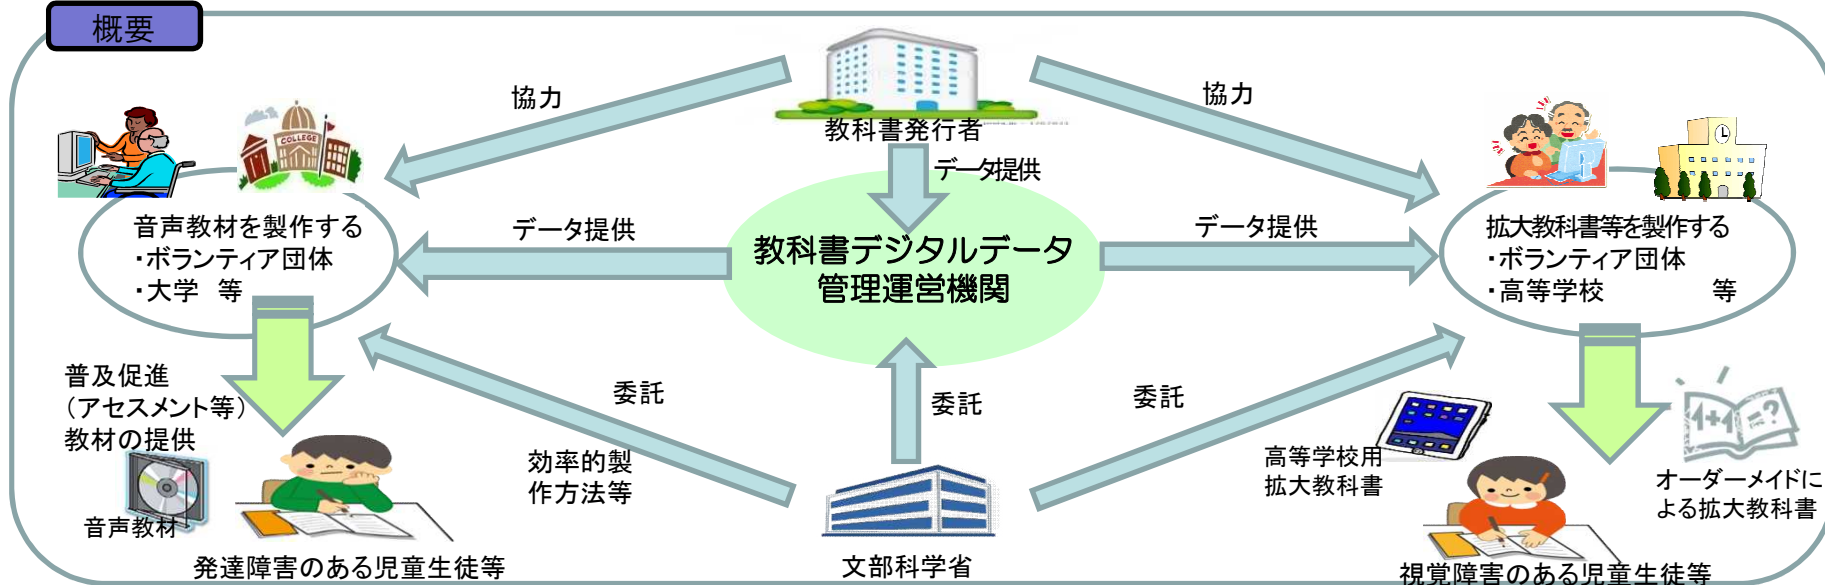 概要
協力
教科書発行者
協力
COLLEGE
データ提供
音声教材を製作する
・ボランティア団体
・大学　等
データ提供
教科書デジタルデータ
管理運営機関
データ提供
拡大教科書等を製作する
・ボランティア団体
・高等学校　　　等
普及促進
（アセスメント等）
教材の提供
委託
委託
委託
1+1=?
音声教材
効率的製
作方法等
高等学校用
拡大教科書
オーダーメイドに
よる拡大教科書
発達障害のある児童生徒等
文部科学省
視覚障害のある児童生徒等